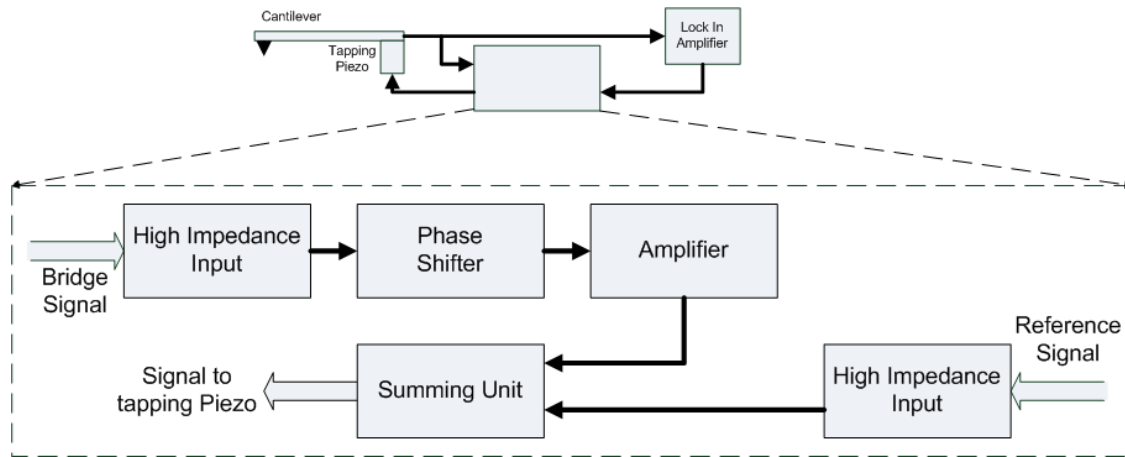 Cantilever
Lock In
Amplifier
Tapping
Piezo
High Impedance
Input
Phase
Shifter
Amplifier
Bridge
Signal
Reference
Signal
Signal to
tapping Piezo
Summing Unit
High Impedance
Input